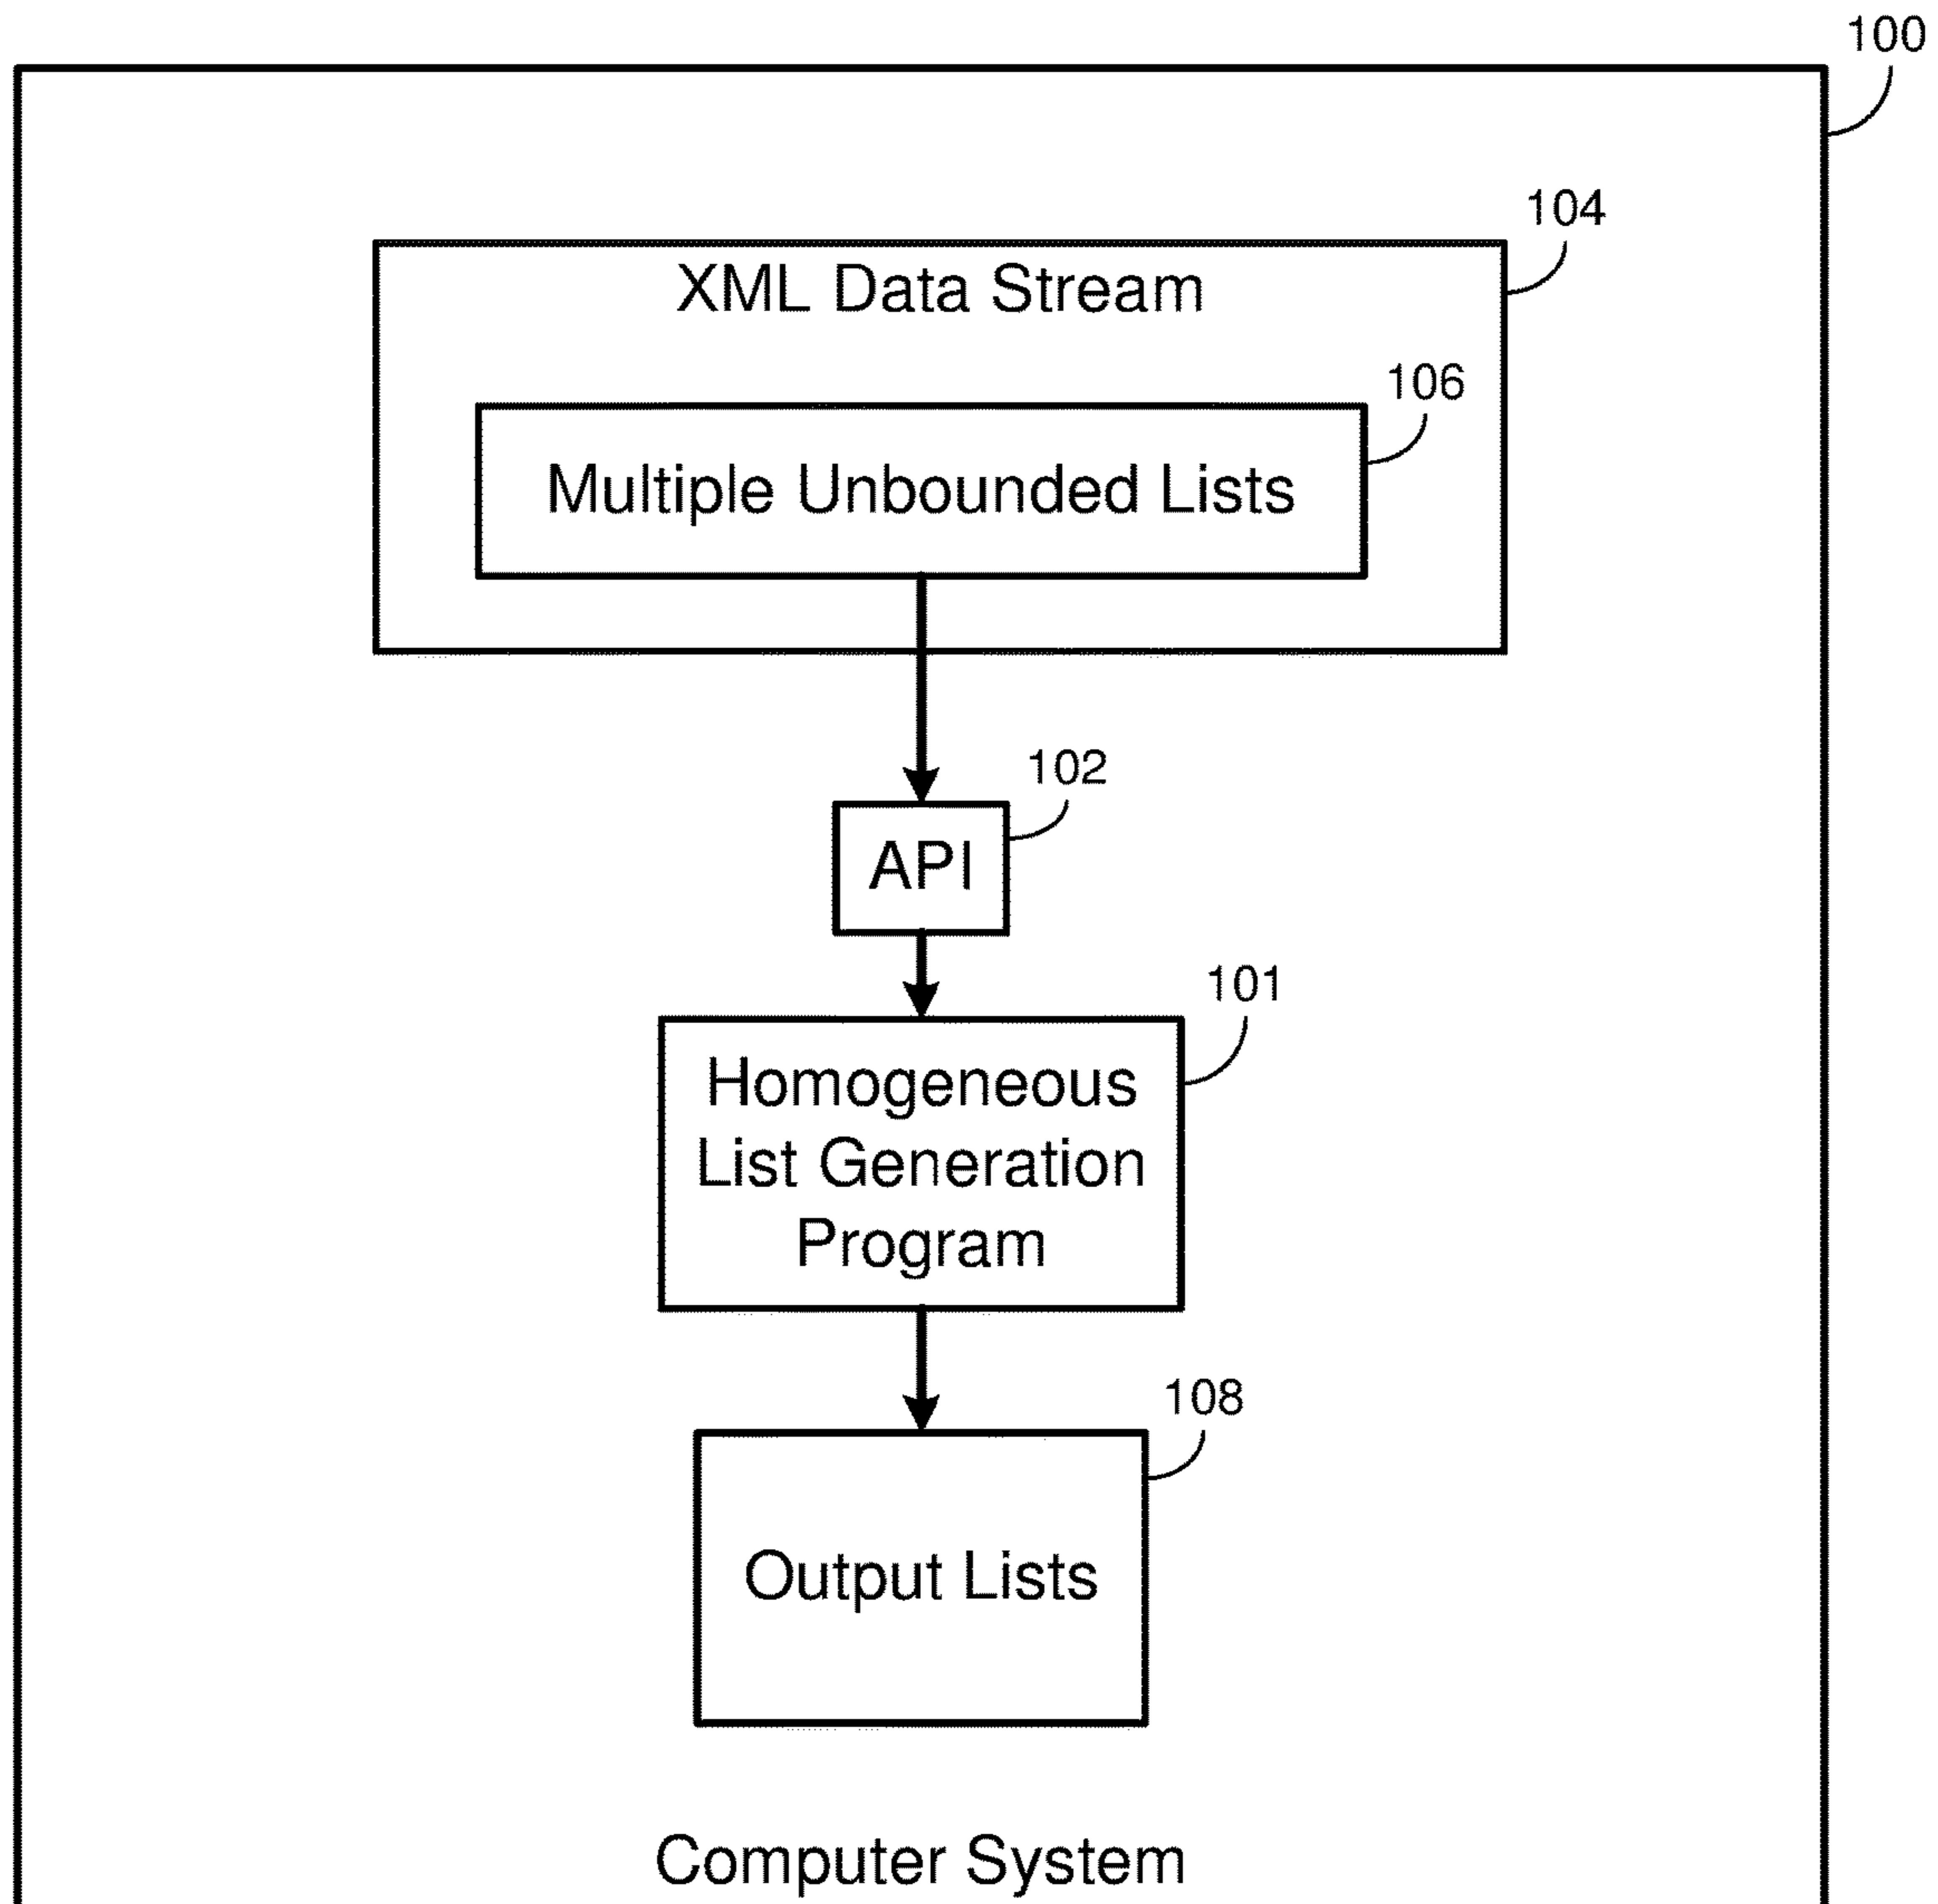 100
104
XML Data Stream
106
Multiple Unbounded Lists
102
API
101
Homogeneous
List Generation
Program
108
Output Lists
Computer System